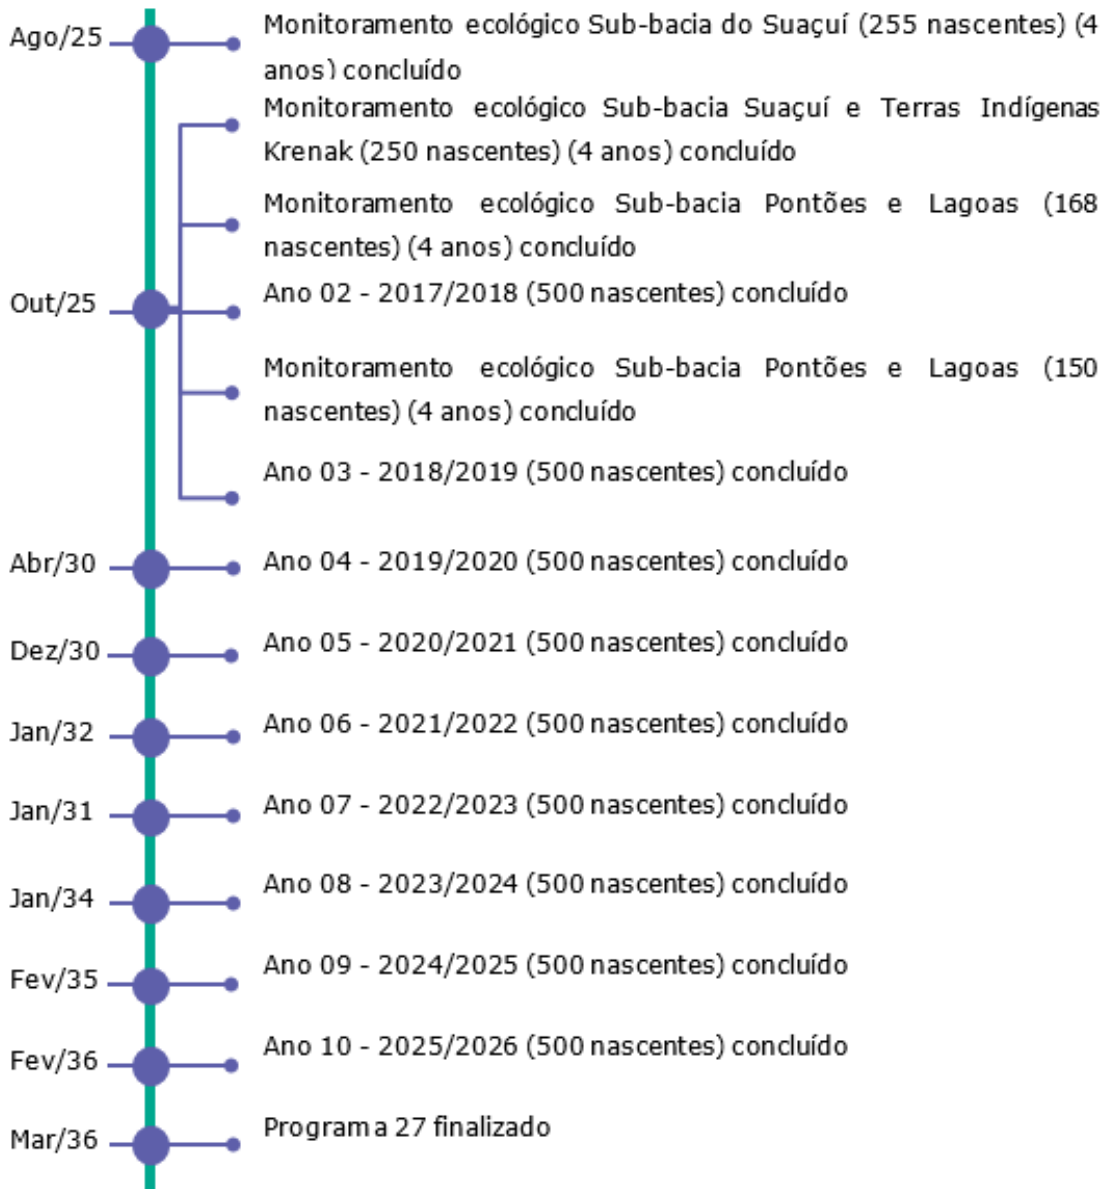 Ago/25
Monitoramento ecológico Sub-bacia do Suaçuí (255 nascentes) (4
anos) concluído
Monitoramento ecológico Sub-bacia Suaçuí e Terras Indígenas
Krenak (250 nascentes) (4 anos) concluído
Monitoramento ecológico Sub-bacia Pontões e Lagoas (168
nascentes) (4 anos) concluído
Out/25
Ano 02 - 2017/2018 (500 nascentes) concluído
Monitoramento ecológico Sub-bacia Pontões e Lagoas (150
nascentes) (4 anos) concluído
Ano 03 - 2018/2019 (500 nascentes) concluído
Abr/30
Ano 04 - 2019/2020 (500 nascentes) concluído
Dez/30
Ano 05 - 2020/2021 (500 nascentes) concluído
Jan/32
Ano 06 - 2021/2022 (500 nascentes) concluído
Jan/31
Ano 07 - 2022/2023 (500 nascentes) concluído
Jan/34
Ano 08 - 2023/2024 (500 nascentes) concluído
Fev/35
Ano 09 - 2024/2025 (500 nascentes) concluído
Fev/36
Ano 10 - 2025/2026 (500 nascentes) concluído
Mar/36
Programa 27 finalizado